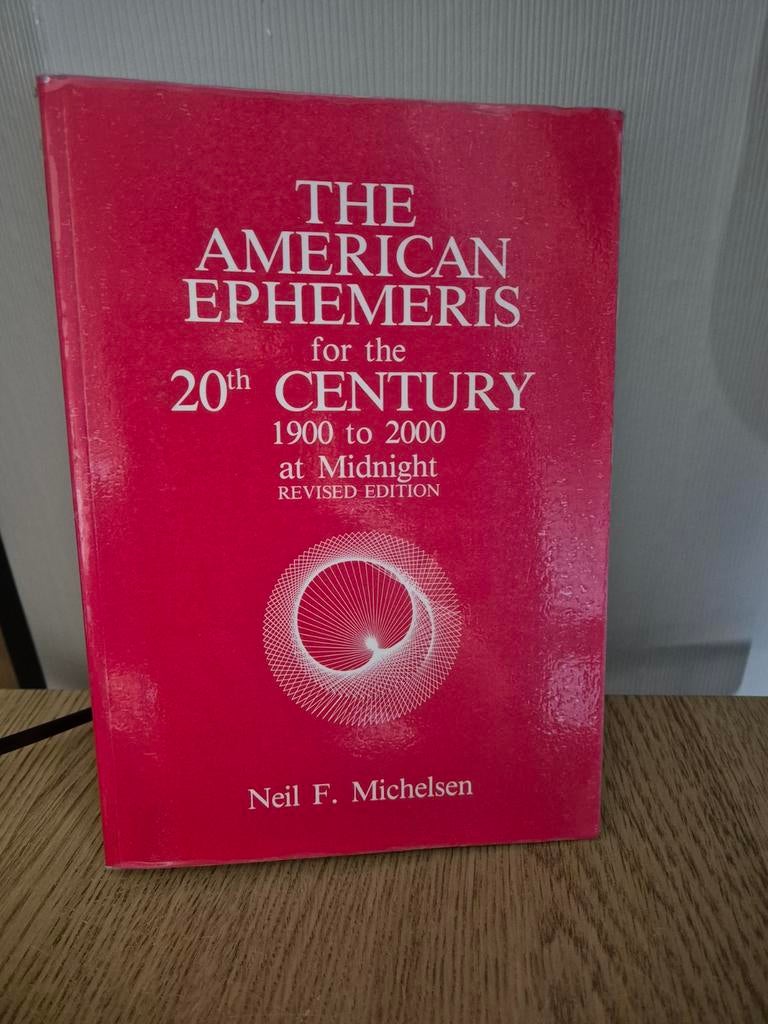 THE
AMERICAN
EPHEMERIS
for the
20th CENTURY
1900 to 2000
at Midnight
REVISED EDITION
Neil F. Michelsen